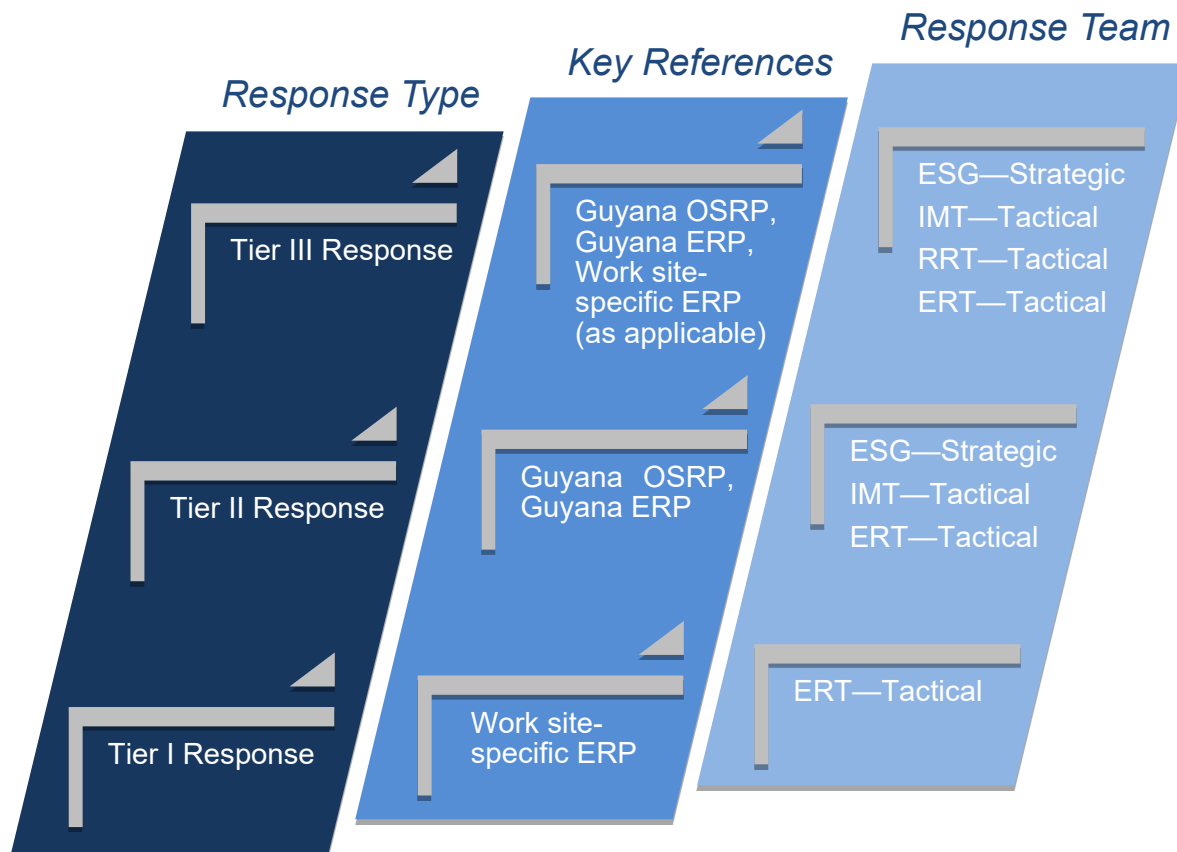 Response Type
Key References
Response Team
Tier III Response
Guyana OSRP,
Guyana ERP,
Work site-
specific ERP
(as applicable)
ESG—Strategic
IMT—Tactical
RRT—Tactical
ERT—Tactical
Tier II Response
Guyana OSRP,
Guyana ERP
ESG—Strategic
IMT—Tactical
ERT—Tactical
Tier I Response
Work site-
specific ERP
ERT—Tactical